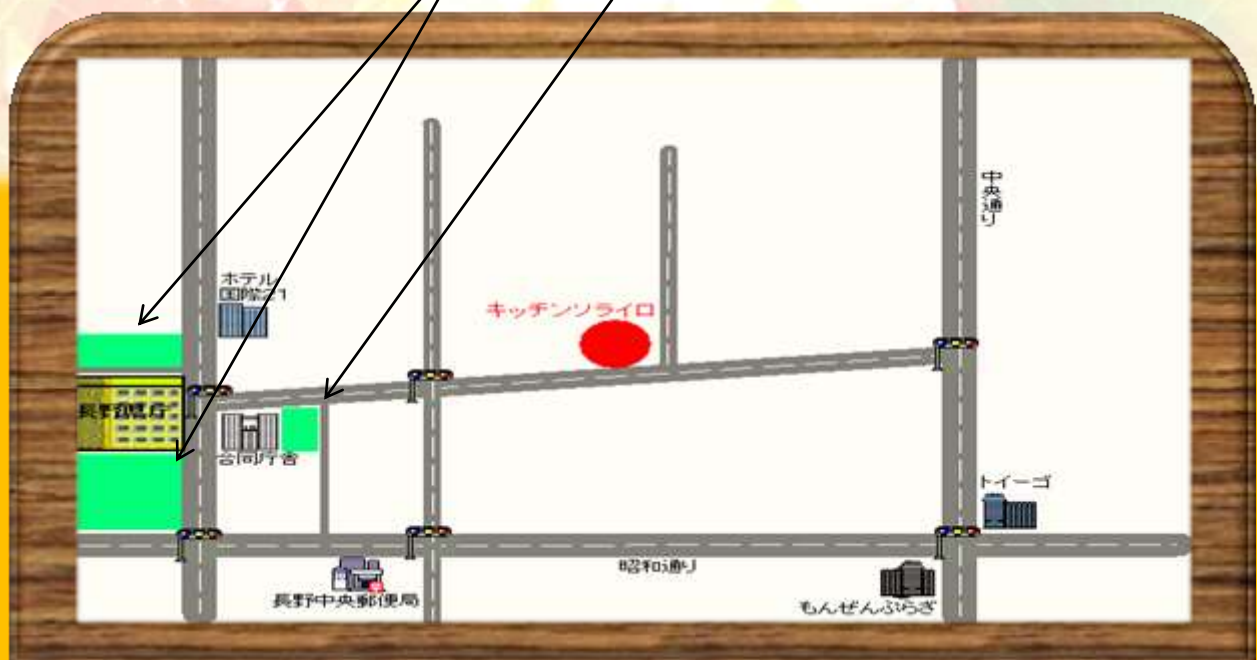 中央通り
ホテル
国際21
キッチンソライロ
長野県庁
合同庁舎
トイーゴ
昭和通り
長野中央郵便局
もんぜんぷらざ